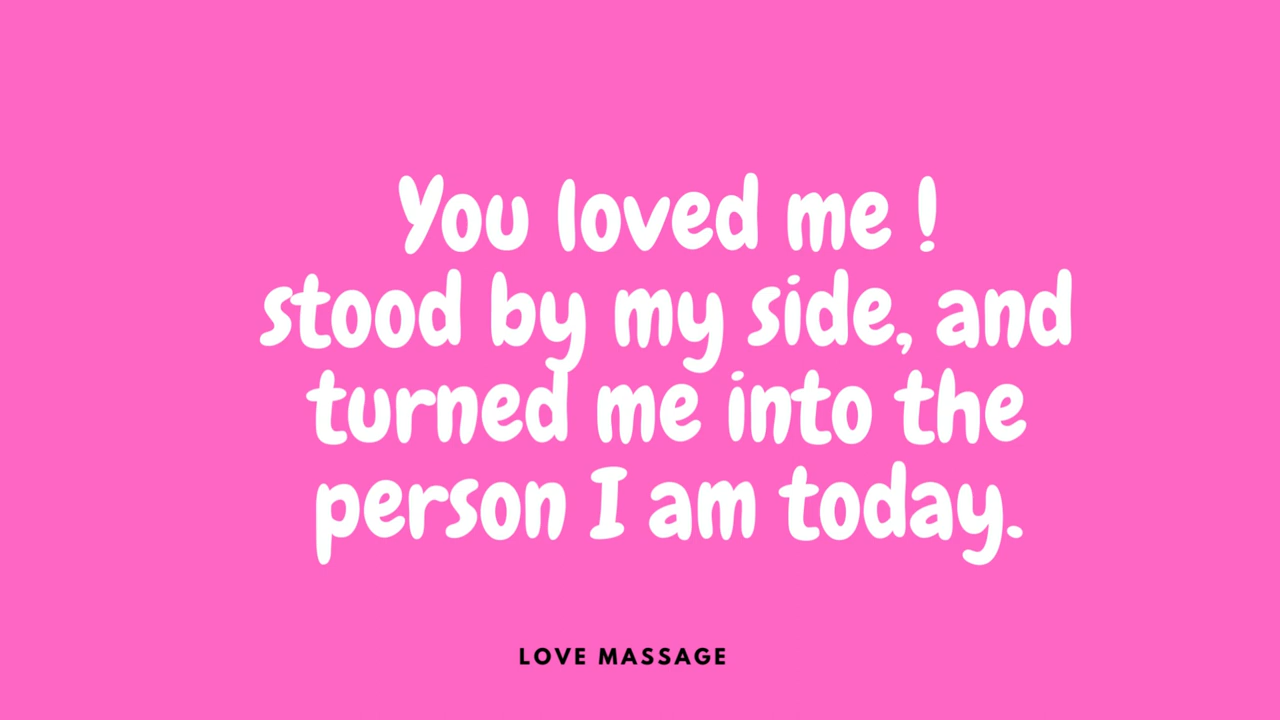 You loved me !
stood by my side, and
turned me into the
person I am today.
LOVE MASSAGE